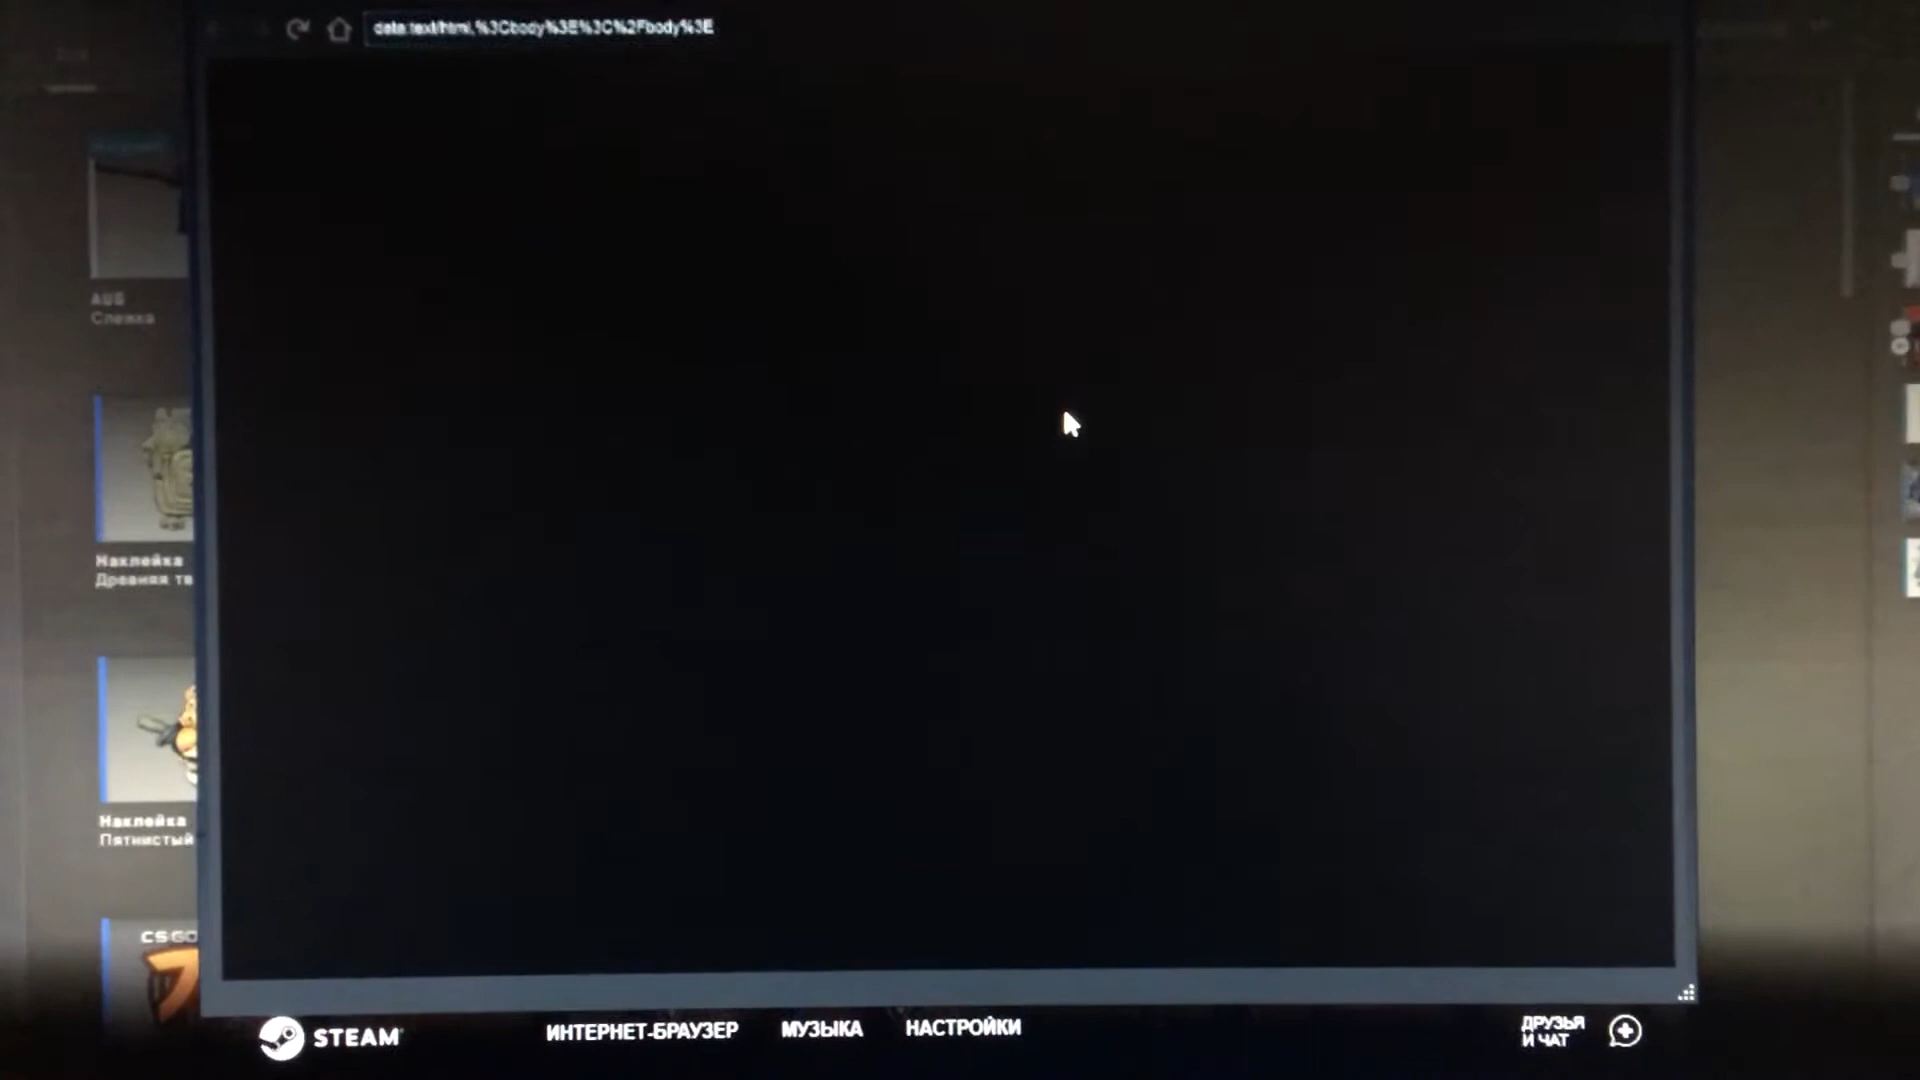 data:text/html,%3Cbody%3E%3C%2Fbody%3E
AUG
Слежка
Наклейка
Древняя тв
Наклейка
Пятнистый
CS:GO
STEAM
ИНТЕРНЕТ-БРАУЗЕР
МУЗЫКА
НАСТРОЙКИ
ДРУЗЬЯ
И ЧАТ